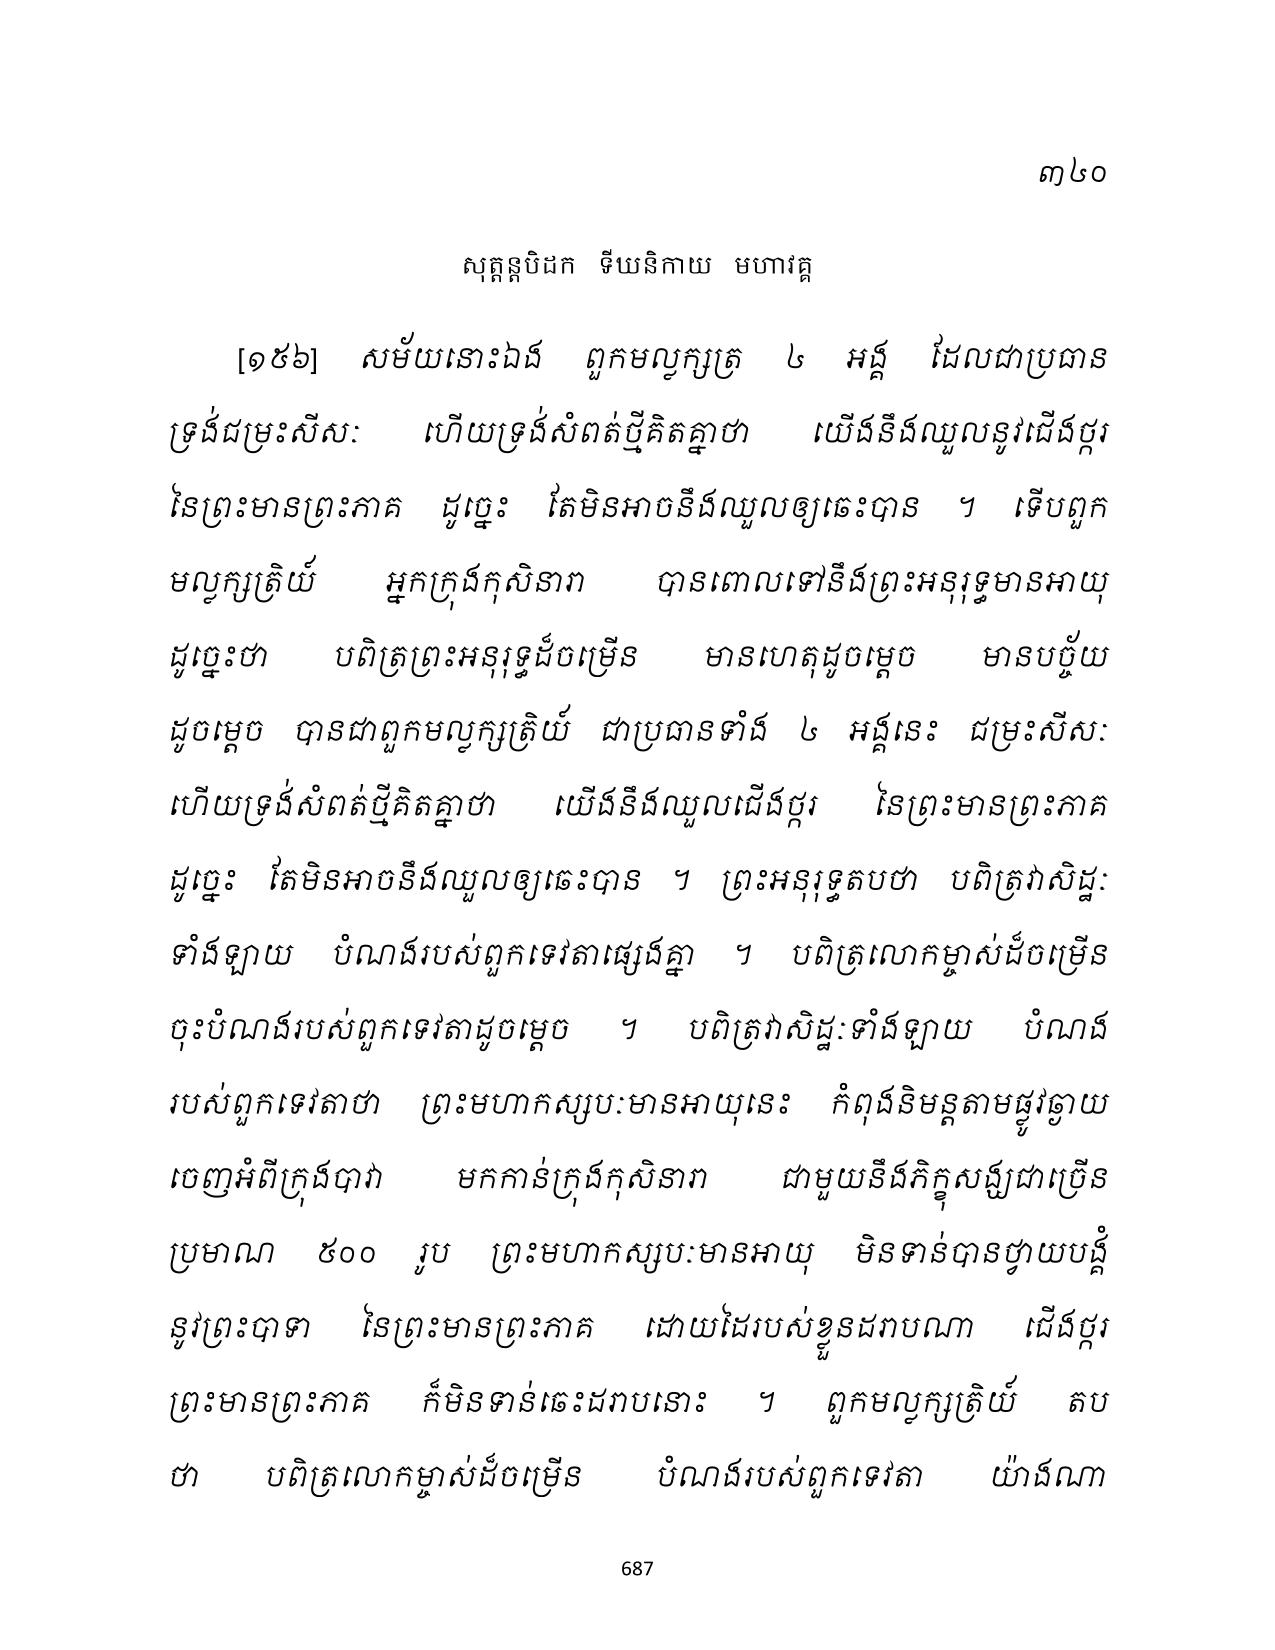 ៣៤០
សុត្តន្តបិដក ទីឃនិកាយ មហាវគ្គ
[១៥៦] សម័យនោះឯង ពួកមល្លក្សត្រ ៤ អង្គ ដែលជាប្រធាន
ទ្រង់ជម្រះសីសៈ ហើយទ្រង់សំពត់ថ្មីគិតគ្នាថា យើងនឹងឈួលនូវជើងថ្ករ
នៃព្រះមានព្រះភាគ ដូច្នេះ តែមិនអាចនឹងឈួលឲ្យឆេះបាន ។ ទើបពួក
មល្លក្សត្រិយ៍ អ្នកក្រុងកុសិនារា បានពោលទៅនឹងព្រះអនុរុទ្ធមានអាយុ
ដូច្នេះថា បពិត្រព្រះអនុរុទ្ធដ៏ចម្រើន មានហេតុដូចម្តេច មានបច្ច័យ
ដូចម្តេច បានជាពួកមល្លក្សត្រិយ៍ ជាប្រធានទាំង ៤ អង្គនេះ ជម្រះសីសៈ
ហើយទ្រង់សំពត់ថ្មីគិតគ្នាថា យើងនឹងឈួលជើងថ្ករ នៃព្រះមានព្រះភាគ
ដូច្នេះ តែមិនអាចនឹងឈួលឲ្យឆេះបាន ។ ព្រះអនុរុទ្ធតបថា បពិត្រវាសិដ្ឋៈ
ទាំងឡាយ បំណងរបស់ពួកទេវតាផ្សេងគ្នា ។ បពិត្រលោកម្ចាស់ដ៏ចម្រើន
ចុះបំណងរបស់ពួកទេវតាដូចម្តេច ។ បពិត្រវាសិដ្ឋៈទាំងឡាយ បំណង
របស់ពួកទេវតាថា ព្រះមហាកស្សបៈមានអាយុនេះ កំពុងនិមន្តតាមផ្លូវឆ្ងាយ
ចេញអំពីក្រុងបាវា មកកាន់ក្រុងកុសិនារា ជាមួយនឹងភិក្ខុសង្ឃជាច្រើន
ប្រមាណ ៥០០ រូប ព្រះមហាកស្សបៈមានអាយុ មិនទាន់បានថ្វាយបង្គំ
នូវព្រះបាទា នៃព្រះមានព្រះភាគ ដោយដៃរបស់ខ្លួនដរាបណា ជើងថ្ករ
ព្រះមានព្រះភាគ ក៏មិនទាន់ឆេះដរាបនោះ ។ ពួកមល្លក្សត្រិយ៍ តប
ថា បពិត្រលោកម្ចាស់ដ៏ចម្រើន បំណងរបស់ពួកទេវតា យ៉ាងណា
687